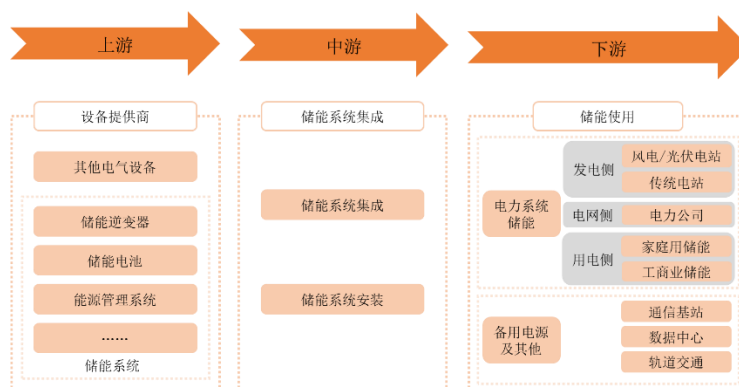 上游
中游
下游
设备提供商
其他电气设备
储能逆变器
储能电池
能源管理系统
……
储能系统
储能系统集成
储能系统集成
储能系统安装
储能使用
电力系统
储能
发电侧
风电/光伏电站
传统电站
电网侧
电力公司
用电侧
家庭用储能
工商业储能
备用电源
及其他
通信基站
数据中心
轨道交通